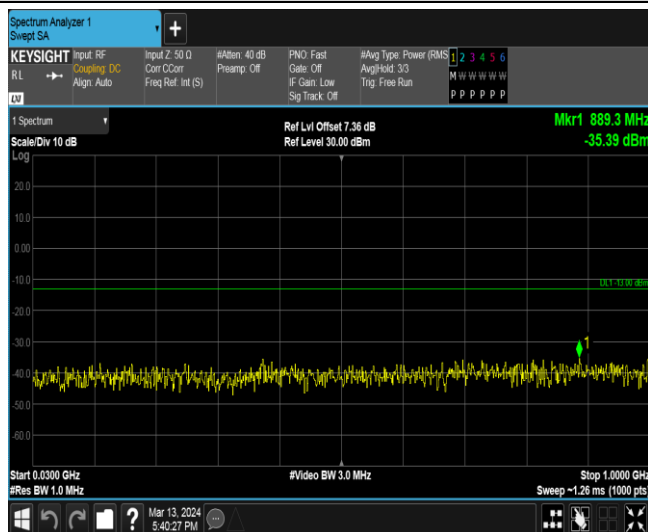 Spectrum Analyzer 1
Swept SA
+
KEYSIGHT
RL
Input: RF
Coupling: DC
Align: Auto
Input Z: 50 Ω
Corr CCorr
Freq Ref: Int (S)
#Atten: 40 dB
Preamp: Off
PNO: Fast
Gate: Off
IF Gain: Low
Sig Track: Off
#Avg Type: Power (RMS
Avg|Hold: 3/3
Trig: Free Run
1 2 3 4 5 6
M W W W W W
P P P P P P
1 Spectrum
Scale/Div 10 dB
Log
Ref Lvl Offset 7.36 dB
Ref Level 30.00 dBm
Mkr1 889.3 MHz
-35.39 dBm
20.0
10.0
0.00
-10.0
DL1 -13.00 dBm
-20.0
-30.0
1
-40.0
-50.0
-60.0
Start 0.0300 GHz
#Res BW 1.0 MHz
#Video BW 3.0 MHz
Stop 1.0000 GHz
Sweep ~1.26 ms (1000 pts)
?
Mar 13, 2024
5:40:27 PM